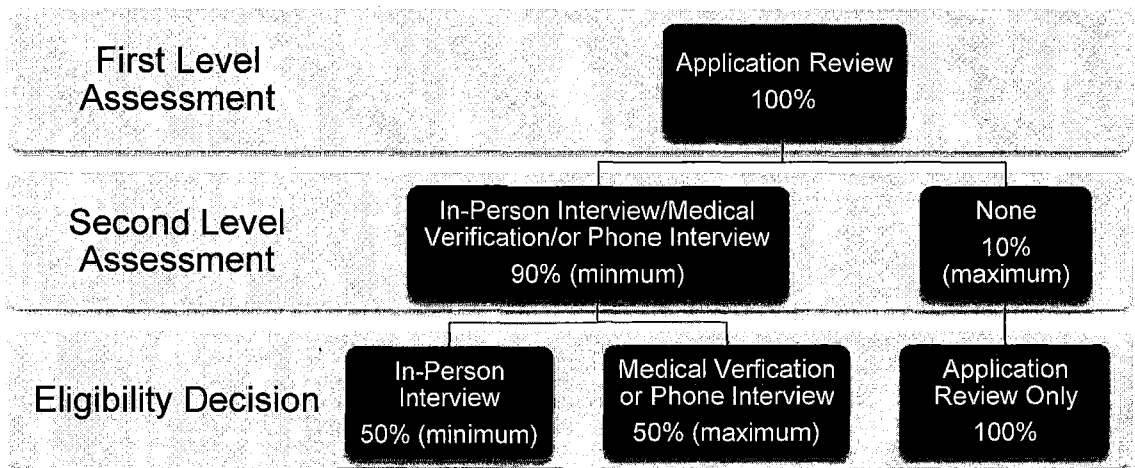 First Level
Assessment
Application Review
100%
Second Level
Assessment
In-Person Interview/Medical
Verification/or Phone Interview
90% (minmum)
None
10%
(maximum)
Eligibility Decision
In-Person
Interview
50% (minimum)
Medical Verfication
or Phone Interview
50% (maximum)
Application
Review Only
100%